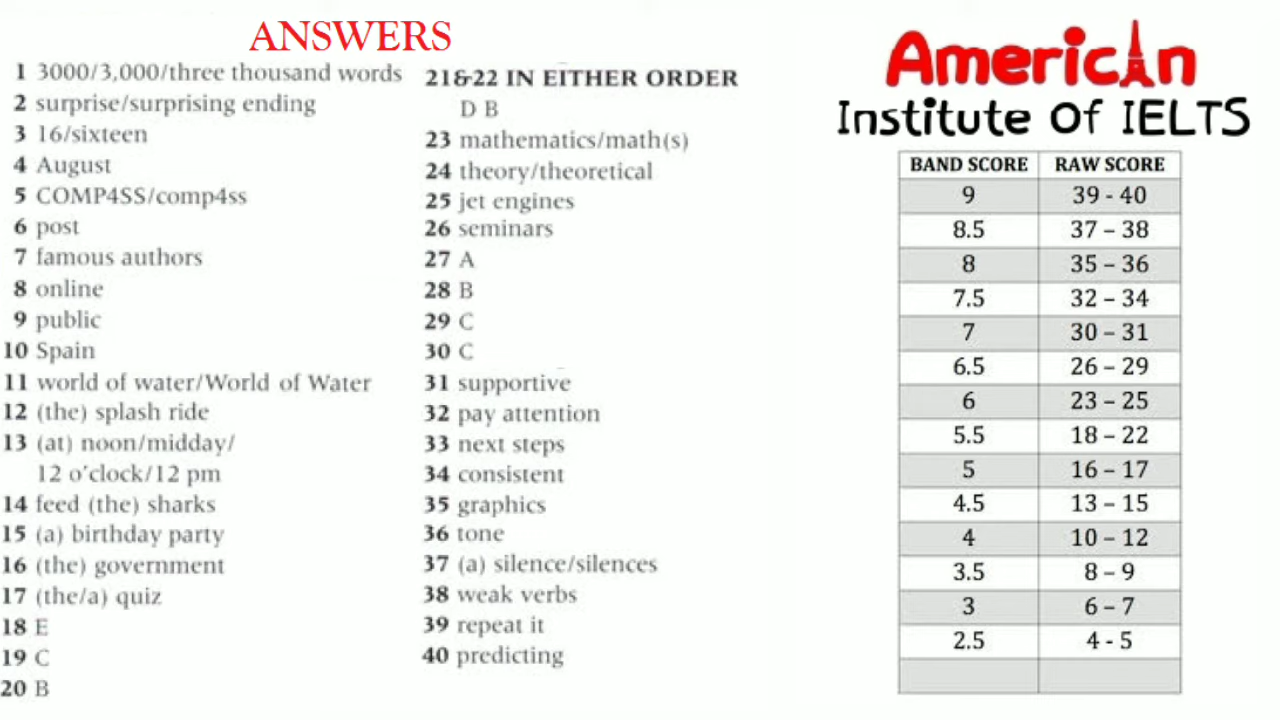 ANSWERS
1 3000/3,000/three thousand words
2 surprise/surprising ending
3 16/sixteen
4 August
5 COMP4SS/comp4ss
6 post
7 famous authors
8 online
9 public
10 Spain
11 world of water/World of Water
12 (the) splash ride
13 (at) noon/midday/
12 o'clock/12 pm
14 feed (the) sharks
15 (a) birthday party
16 (the) government
17 (the/a) quiz
18 E
19 C
20 B
21&22 IN EITHER ORDER
D B
23 mathematics/math(s)
24 theory/theoretical
25 jet engines
26 seminars
27 A
28 B
29 C
30 C
31 supportive
32 pay attention
33 next steps
34 consistent
35 graphics
36 tone
37 (a) silence/silences
38 weak verbs
39 repeat it
40 predicting
American
Institute Of IELTS
BAND SCORE RAW SCORE
9 39 - 40
8.5 37 – 38
8 35 – 36
7.5 32 – 34
7 30 – 31
6.5 26 – 29
6 23 – 25
5.5 18 – 22
5 16 – 17
4.5 13 – 15
4 10 – 12
3.5 8 – 9
3 6 – 7
2.5 4 - 5